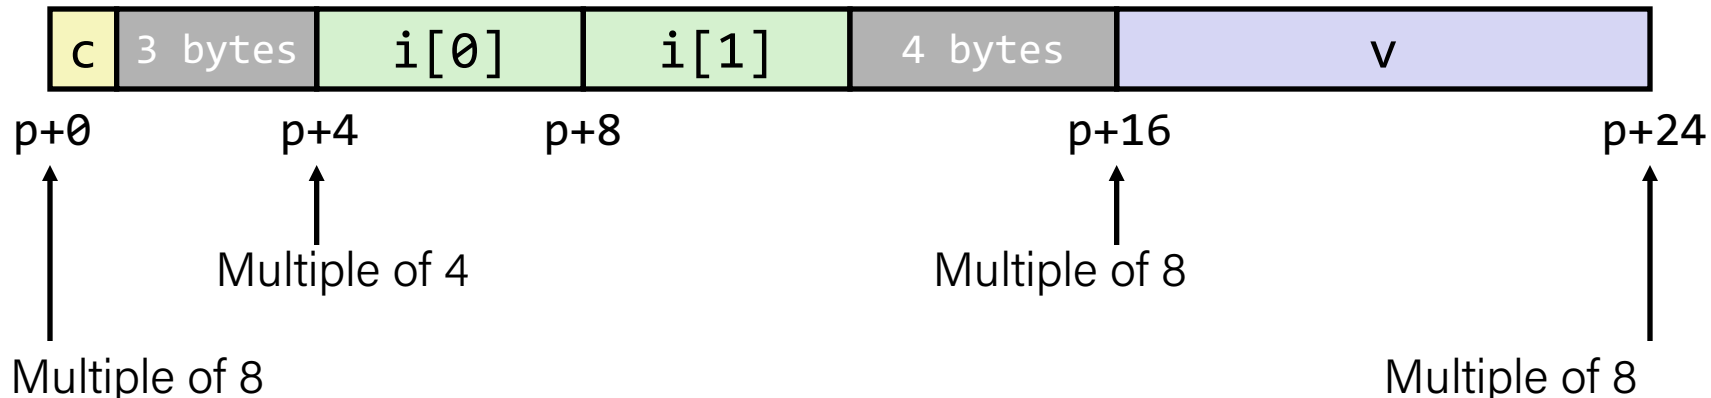 c 3 bytes i[0] i[1] 4 bytes v
p+0 p+4 p+8 p+16 p+24
Multiple of 4 Multiple of 8
Multiple of 8 Multiple of 8